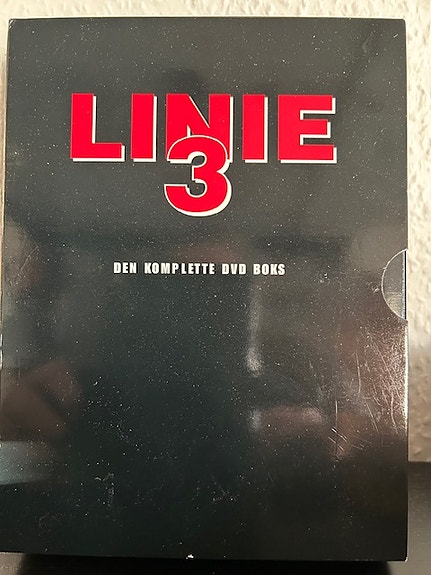 LINIE
3
DEN KOMPLETTE DVD BOKS